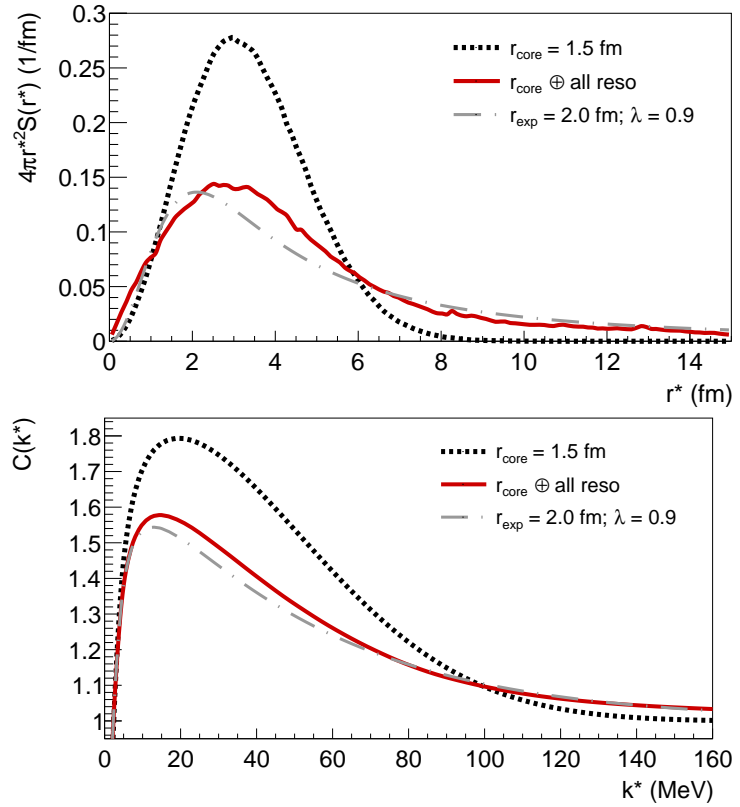 4πr*²S(r*) (1/fm)
0.3
0.25
0.2
0.15
0.1
0.05
0
r_core = 1.5 fm
r_core ⊕ all reso
r_exp = 2.0 fm; λ = 0.9
0 2 4 6 8 10 12 14
r* (fm)
C(k*)
1.8
1.7
1.6
1.5
1.4
1.3
1.2
1.1
1
r_core = 1.5 fm
r_core ⊕ all reso
r_exp = 2.0 fm; λ = 0.9
0 20 40 60 80 100 120 140 160
k* (MeV)